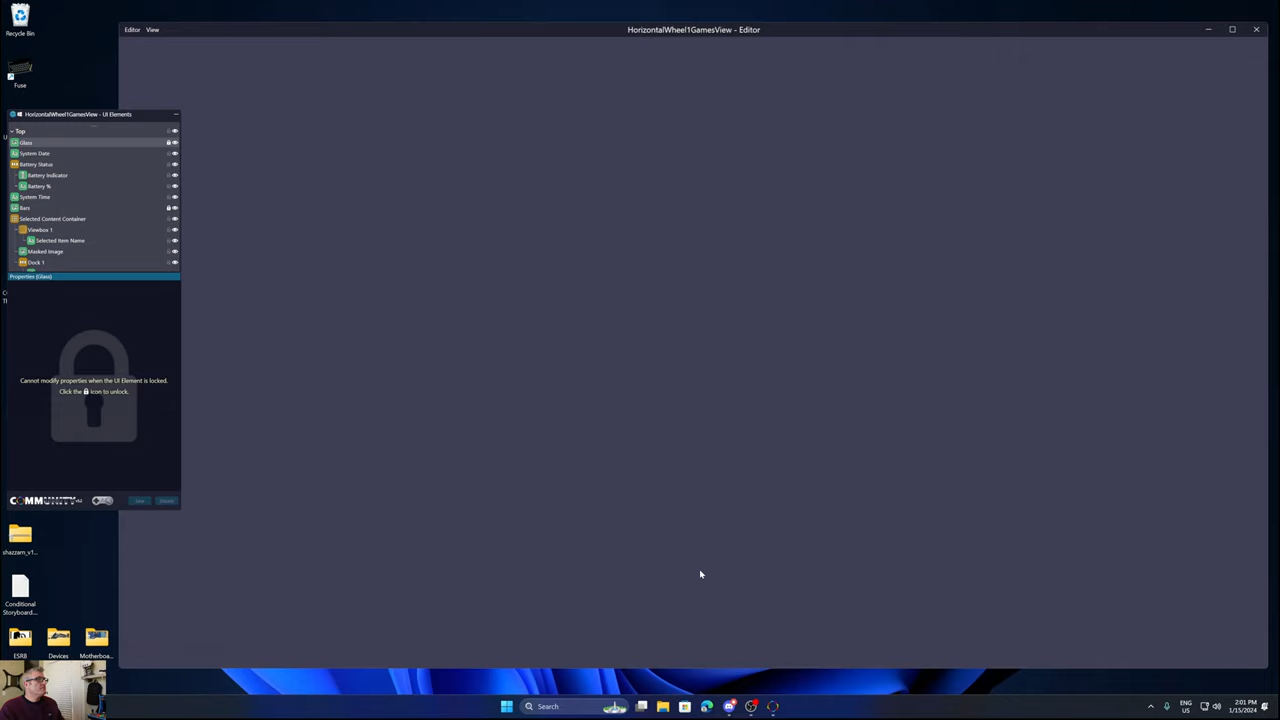 Recycle Bin
Fuse
Editor View
HorizontalWheel1GamesView - Editor
HorizontalWheel1GamesView - UI Elements
Top
Glass
System Date
Battery Status
Battery Indicator
Battery %
System Time
Bars
Selected Content Container
Viewbox 1
Selected Item Name
Masked Image
Dock 1
Properties (Glass)
Cannot modify properties when the UI Element is locked.
Click the icon to unlock.
COMMUNITY
Save
shazzam_v1...
Conditional
Storyboard....
ESRB
Devices
Motherboa...
Search
ENG
US
2:01 PM
1/15/2024